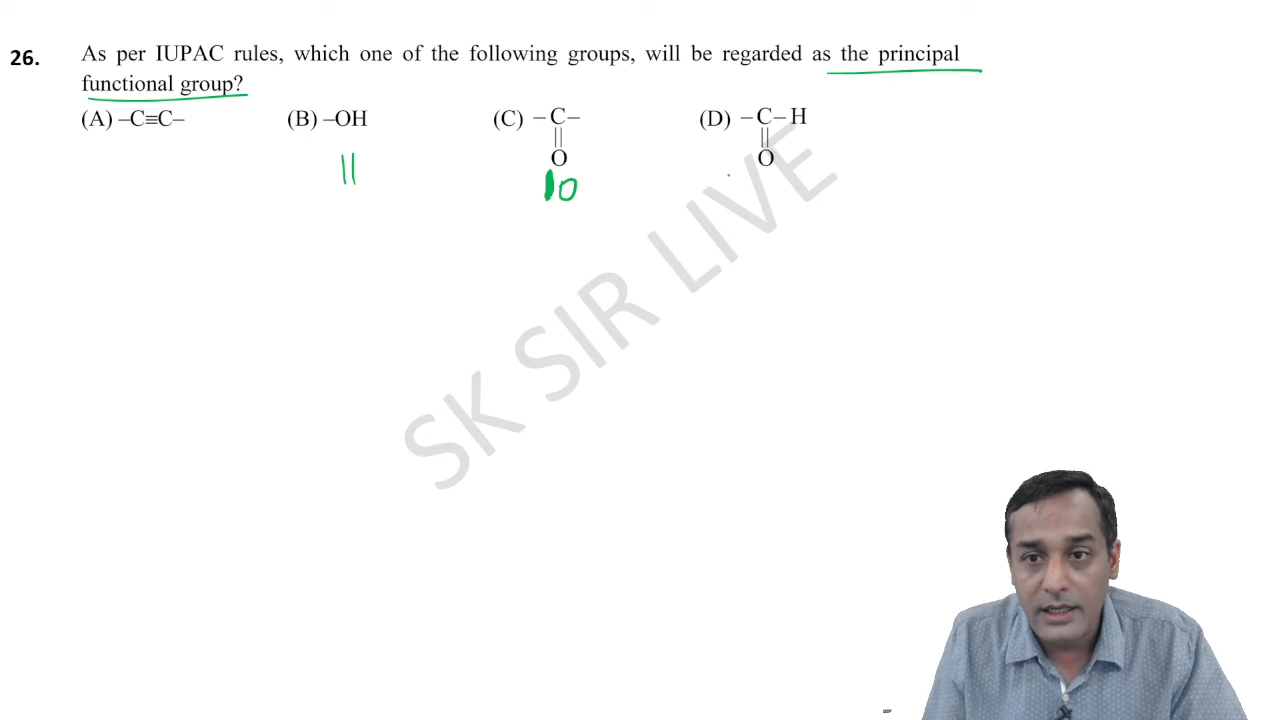 26. As per IUPAC rules, which one of the following groups, will be regarded as the principal
functional group?
(A) –C≡C– (B) –OH (C) –C– (D) –C–H
|| ||
O O
11 10
SK SIR LIVE